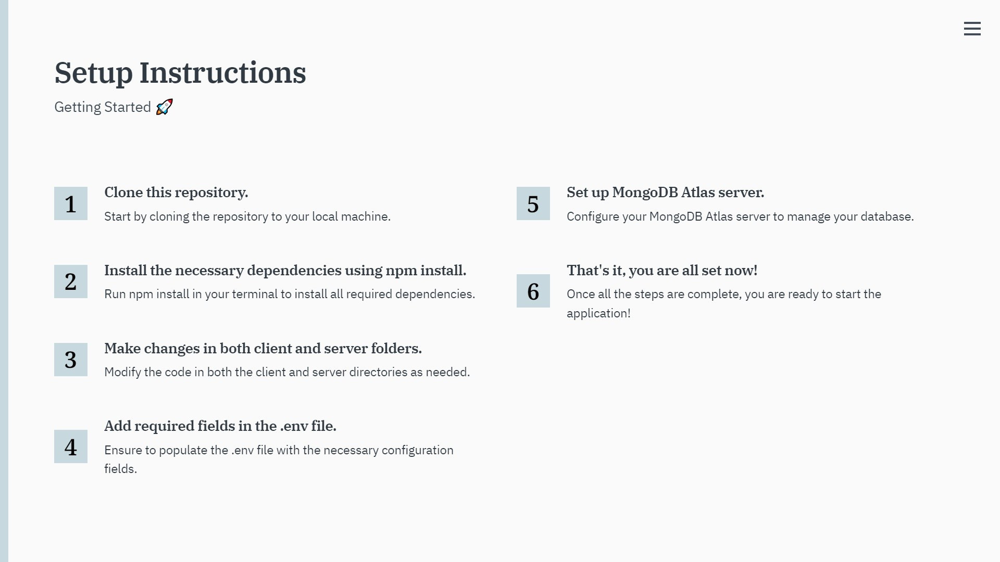 Setup Instructions
Getting Started 🚀
1
Clone this repository.
Start by cloning the repository to your local machine.
2
Install the necessary dependencies using npm install.
Run npm install in your terminal to install all required dependencies.
3
Make changes in both client and server folders.
Modify the code in both the client and server directories as needed.
4
Add required fields in the .env file.
Ensure to populate the .env file with the necessary configuration
fields.
5
Set up MongoDB Atlas server.
Configure your MongoDB Atlas server to manage your database.
6
That's it, you are all set now!
Once all the steps are complete, you are ready to start the
application!